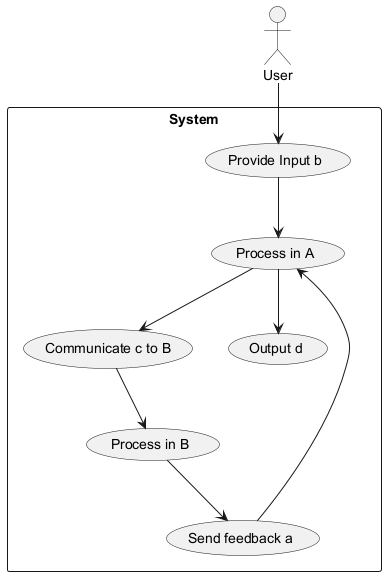 User
System
Provide Input b
Process in A
Communicate c to B
Output d
Process in B
Send feedback a